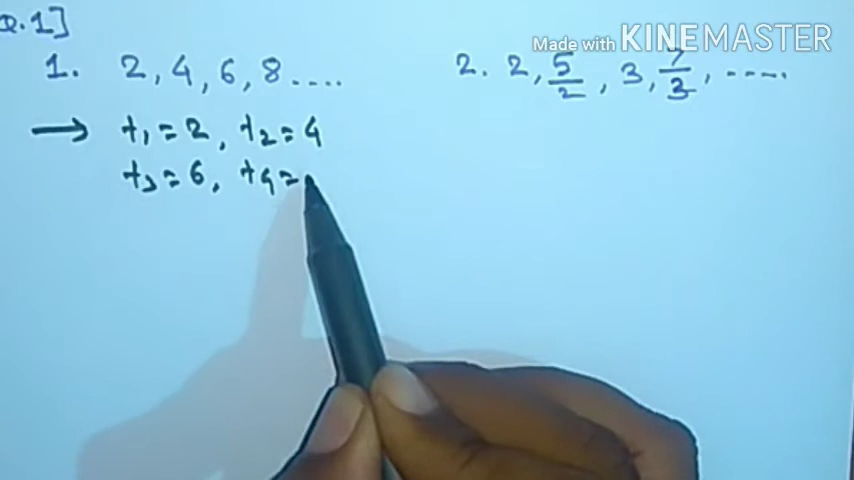 Made with KINEMASTER
Q.1]
1. 2, 4, 6, 8.... 2. 2, 5/2, 3, 7/3, .....
→ t₁ = 2, t₂ = 4
t₃ = 6, t₄ =